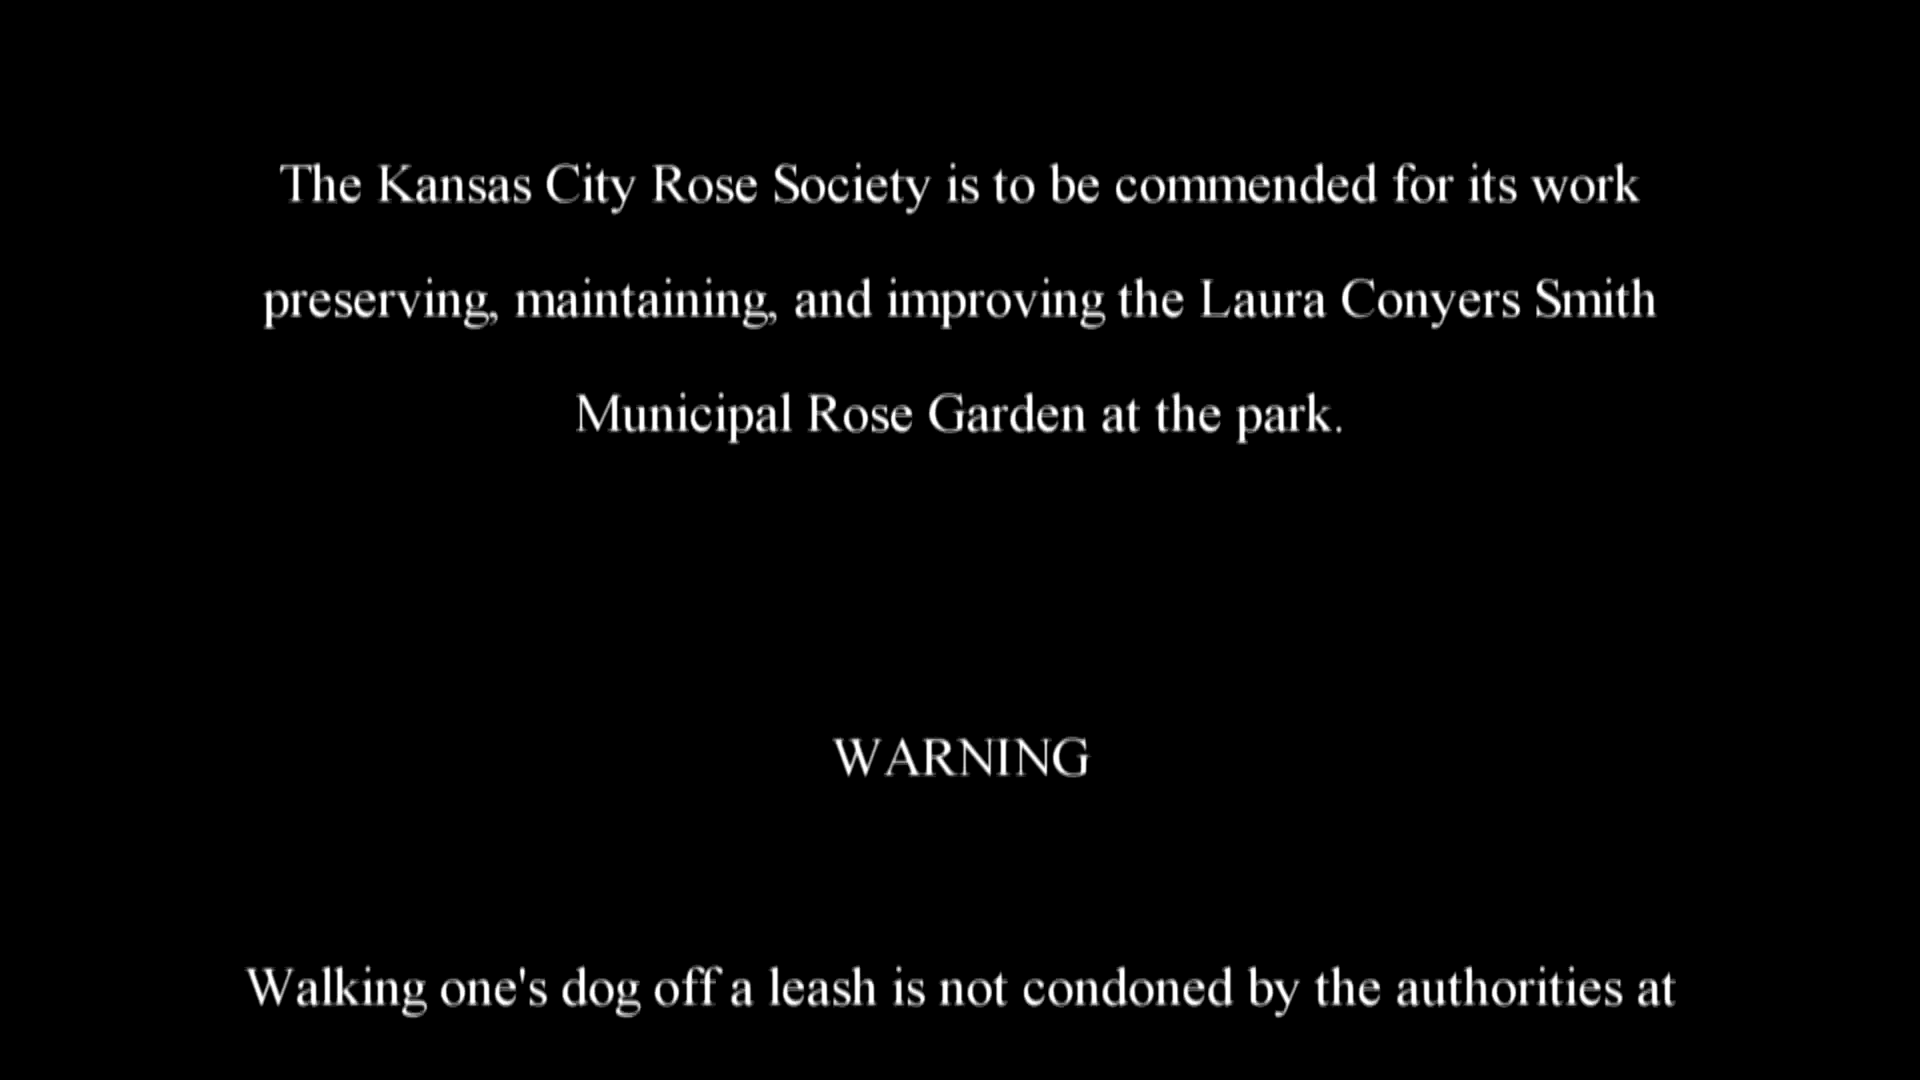 The Kansas City Rose Society is to be commended for its work
preserving, maintaining, and improving the Laura Conyers Smith
Municipal Rose Garden at the park.
WARNING
Walking one's dog off a leash is not condoned by the authorities at